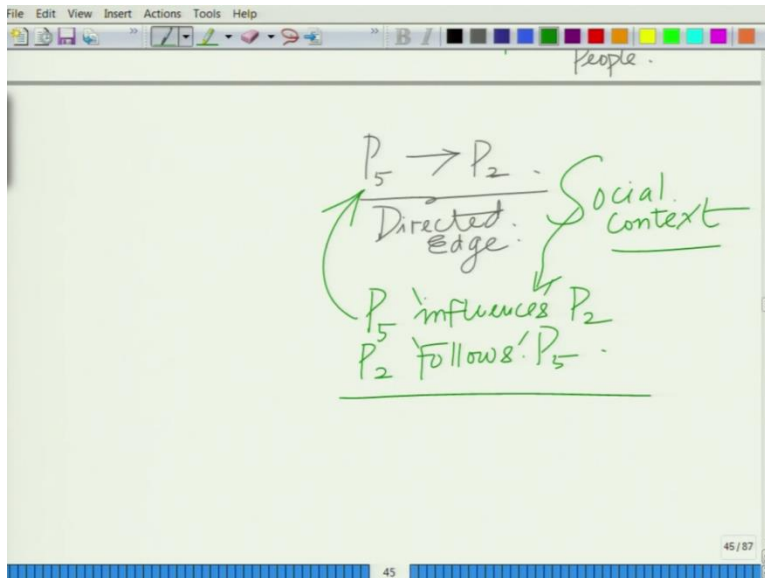 File Edit View Insert Actions Tools Help
B I
People.
P5 → P2.
Directed
Edge.
Social
context
P5 'influences' P2
P2 'Follows' P5.
45/87
45